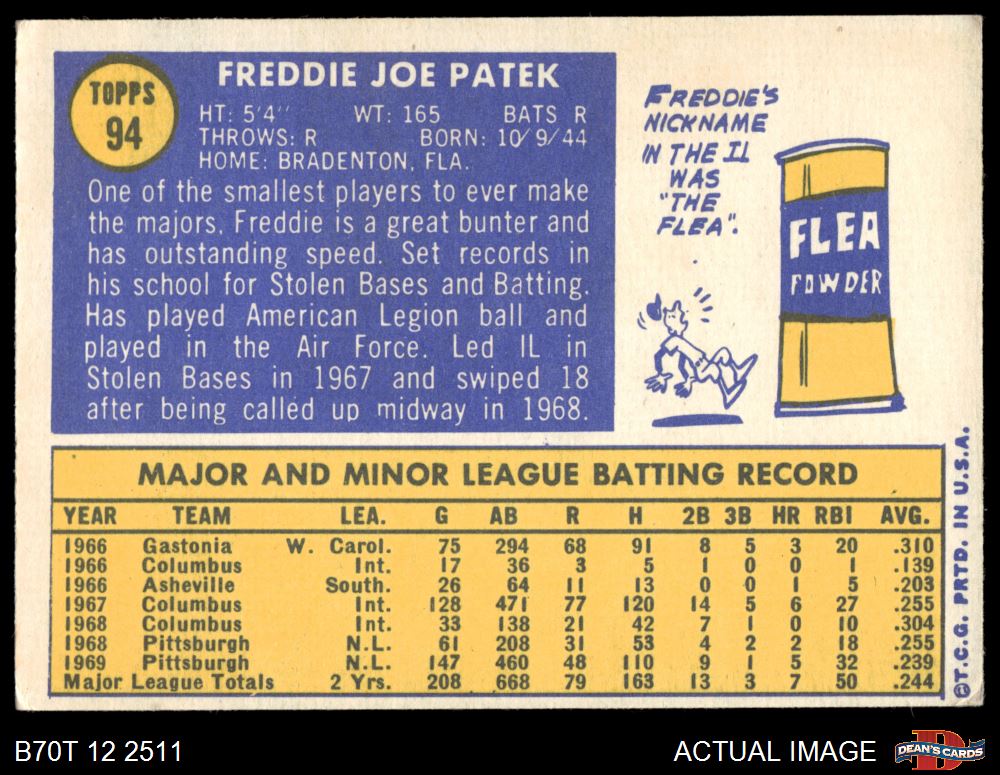 TOPPS
94
FREDDIE JOE PATEK
HT: 5'4" WT: 165 BATS R
THROWS: R BORN: 10/9/44
HOME: BRADENTON, FLA.
One of the smallest players to ever make
the majors, Freddie is a great bunter and
has outstanding speed. Set records in
his school for Stolen Bases and Batting.
Has played American Legion ball and
played in the Air Force. Led IL in
Stolen Bases in 1967 and swiped 18
after being called up midway in 1968.
FREDDIE'S
NICKNAME
IN THE IL
WAS
"THE
FLEA".
FLEA
POWDER
MAJOR AND MINOR LEAGUE BATTING RECORD
YEAR TEAM LEA. G AB R H 2B 3B HR RBI AVG.
1966 Gastonia W. Carol. 75 294 68 91 8 5 3 20 .310
1966 Columbus Int. 17 36 3 5 1 0 0 1 .139
1966 Asheville South. 26 64 11 13 0 0 1 5 .203
1967 Columbus Int. 128 471 77 120 14 5 6 27 .255
1968 Columbus Int. 33 138 21 42 7 1 0 10 .304
1968 Pittsburgh N.L. 61 208 31 53 4 2 2 18 .255
1969 Pittsburgh N.L. 147 460 48 110 9 1 5 32 .239
Major League Totals 2 Yrs. 208 668 79 163 13 3 7 50 .244
©T.C.G. PRTD. IN U.S.A.
B70T 12 2511
ACTUAL IMAGE
DEAN'S CARDS